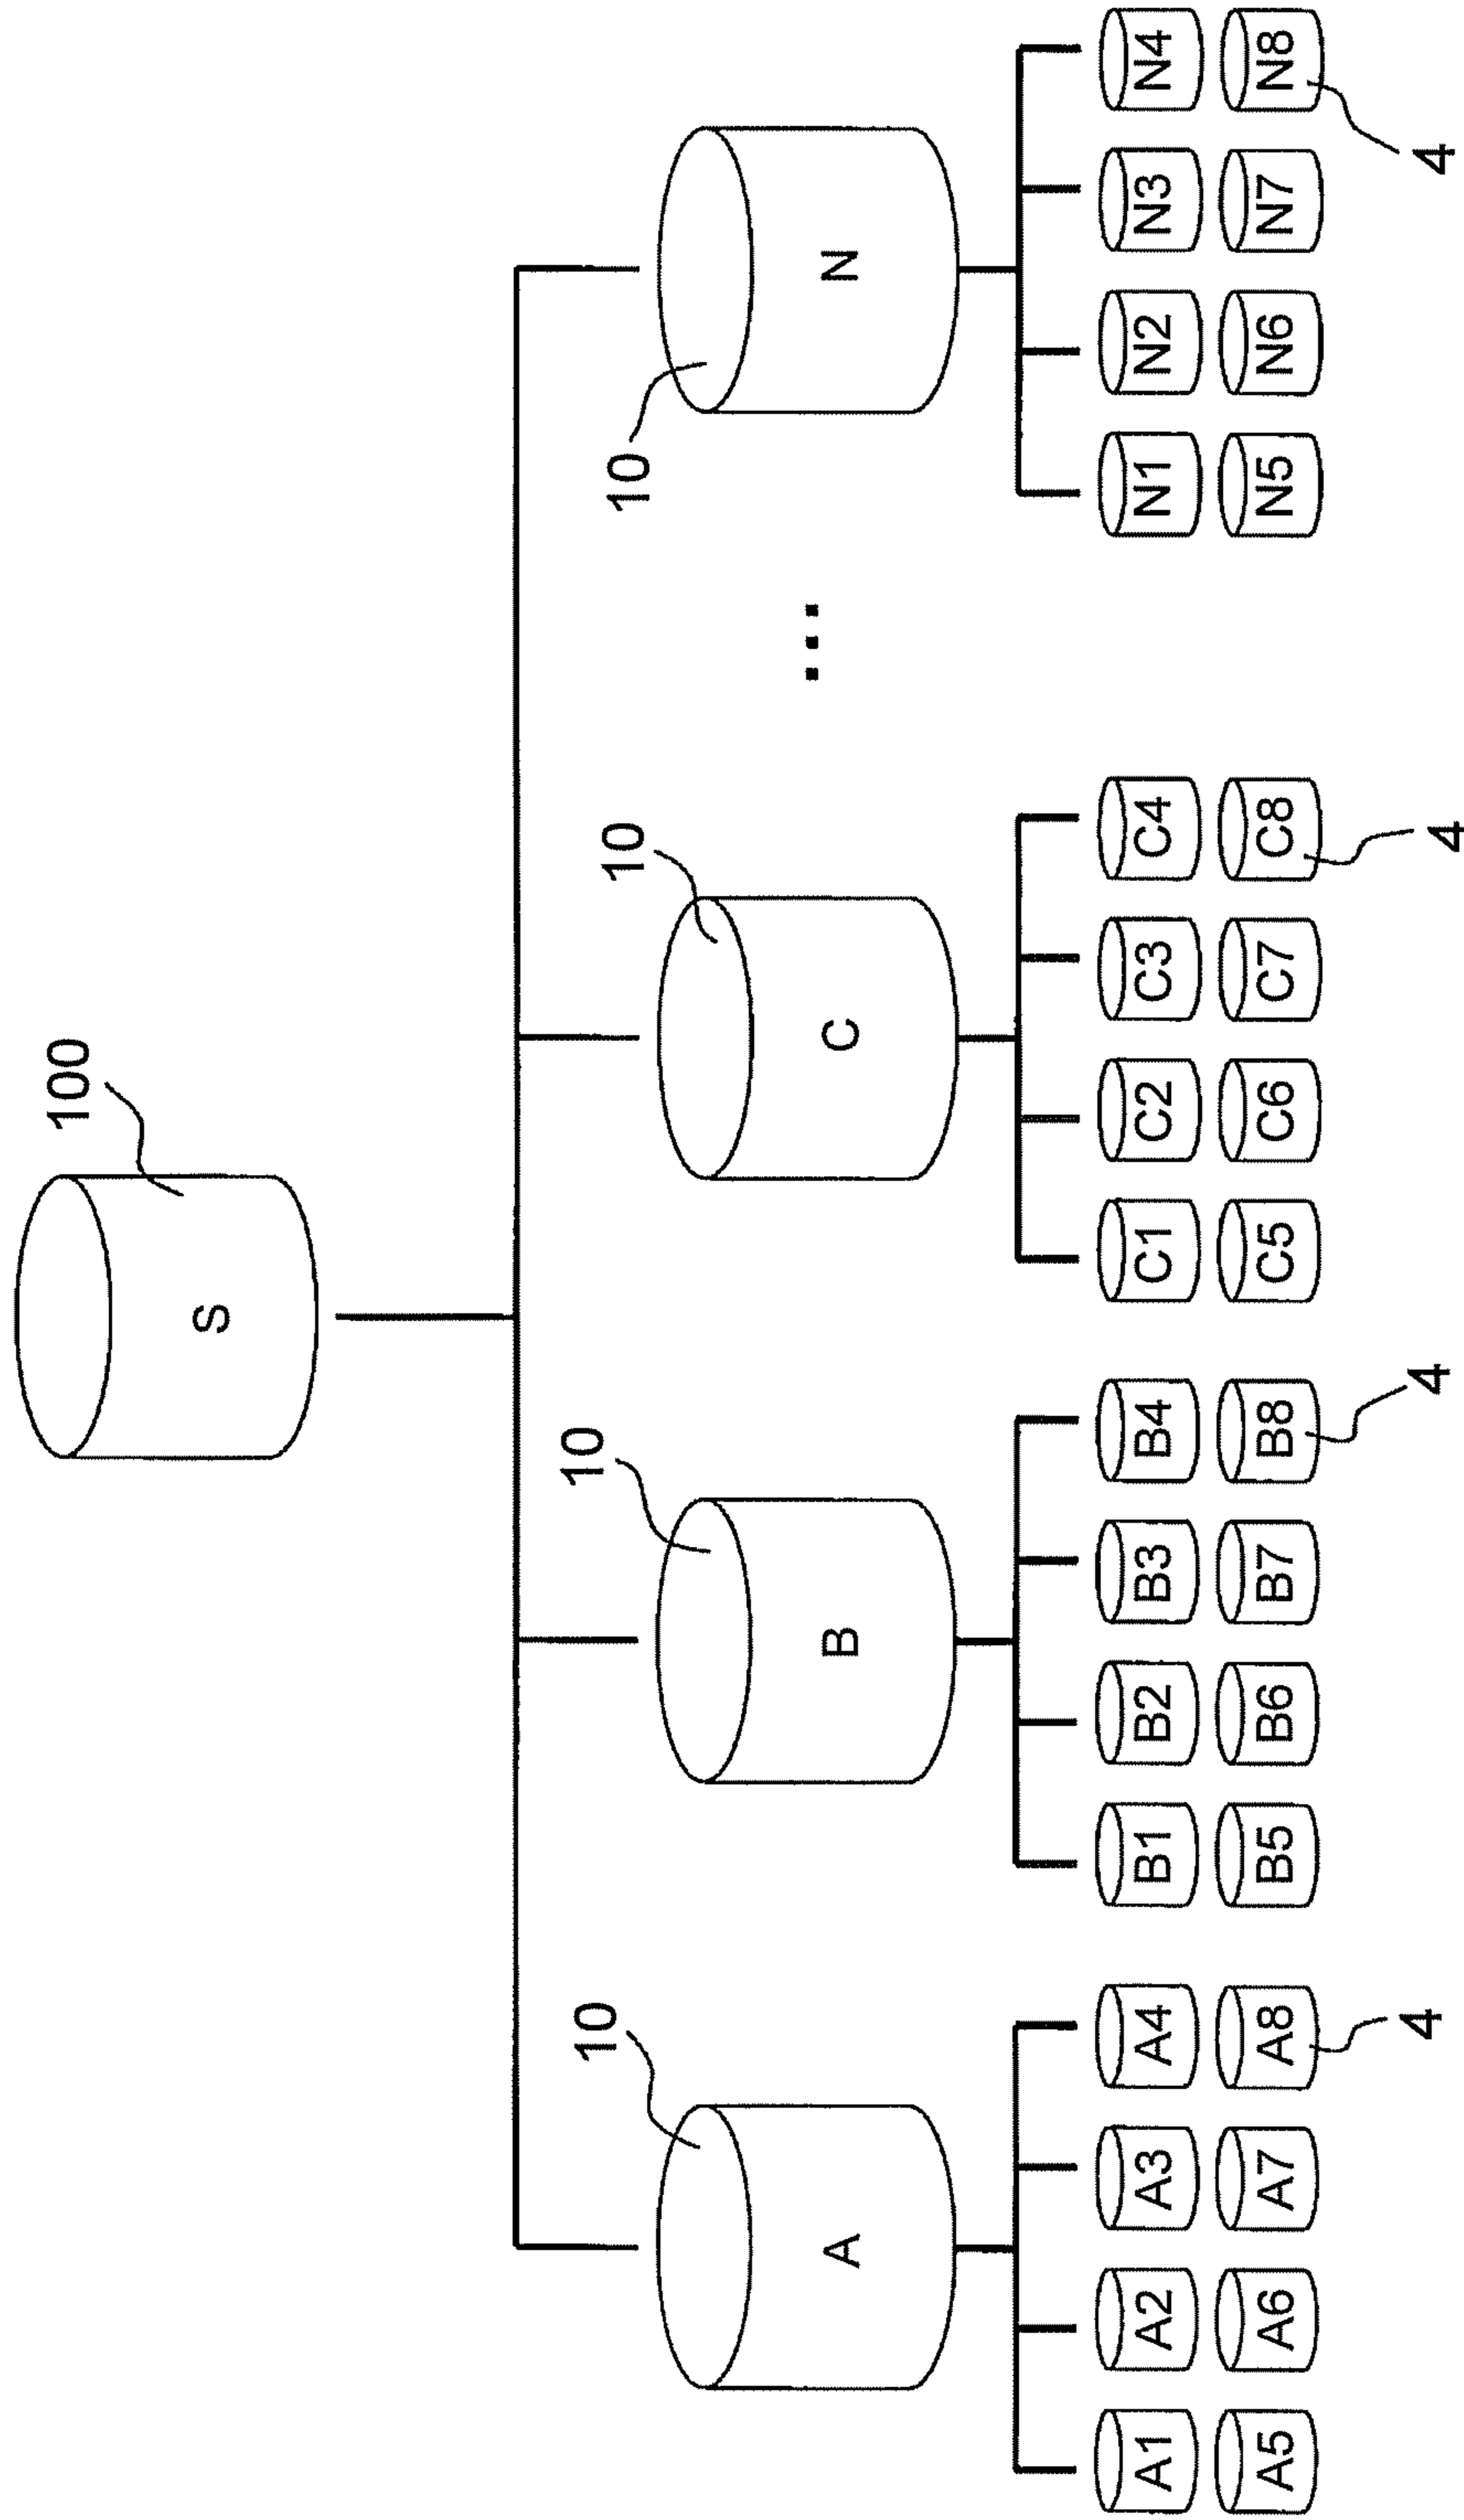 100
S
10
10
10
10
A
B
C
...
N
A1 A2 A3 A4
B1 B2 B3 B4
C1 C2 C3 C4
N1 N2 N3 N4
A5 A6 A7 A8
B5 B6 B7 B8
C5 C6 C7 C8
N5 N6 N7 N8
4
4
4
4